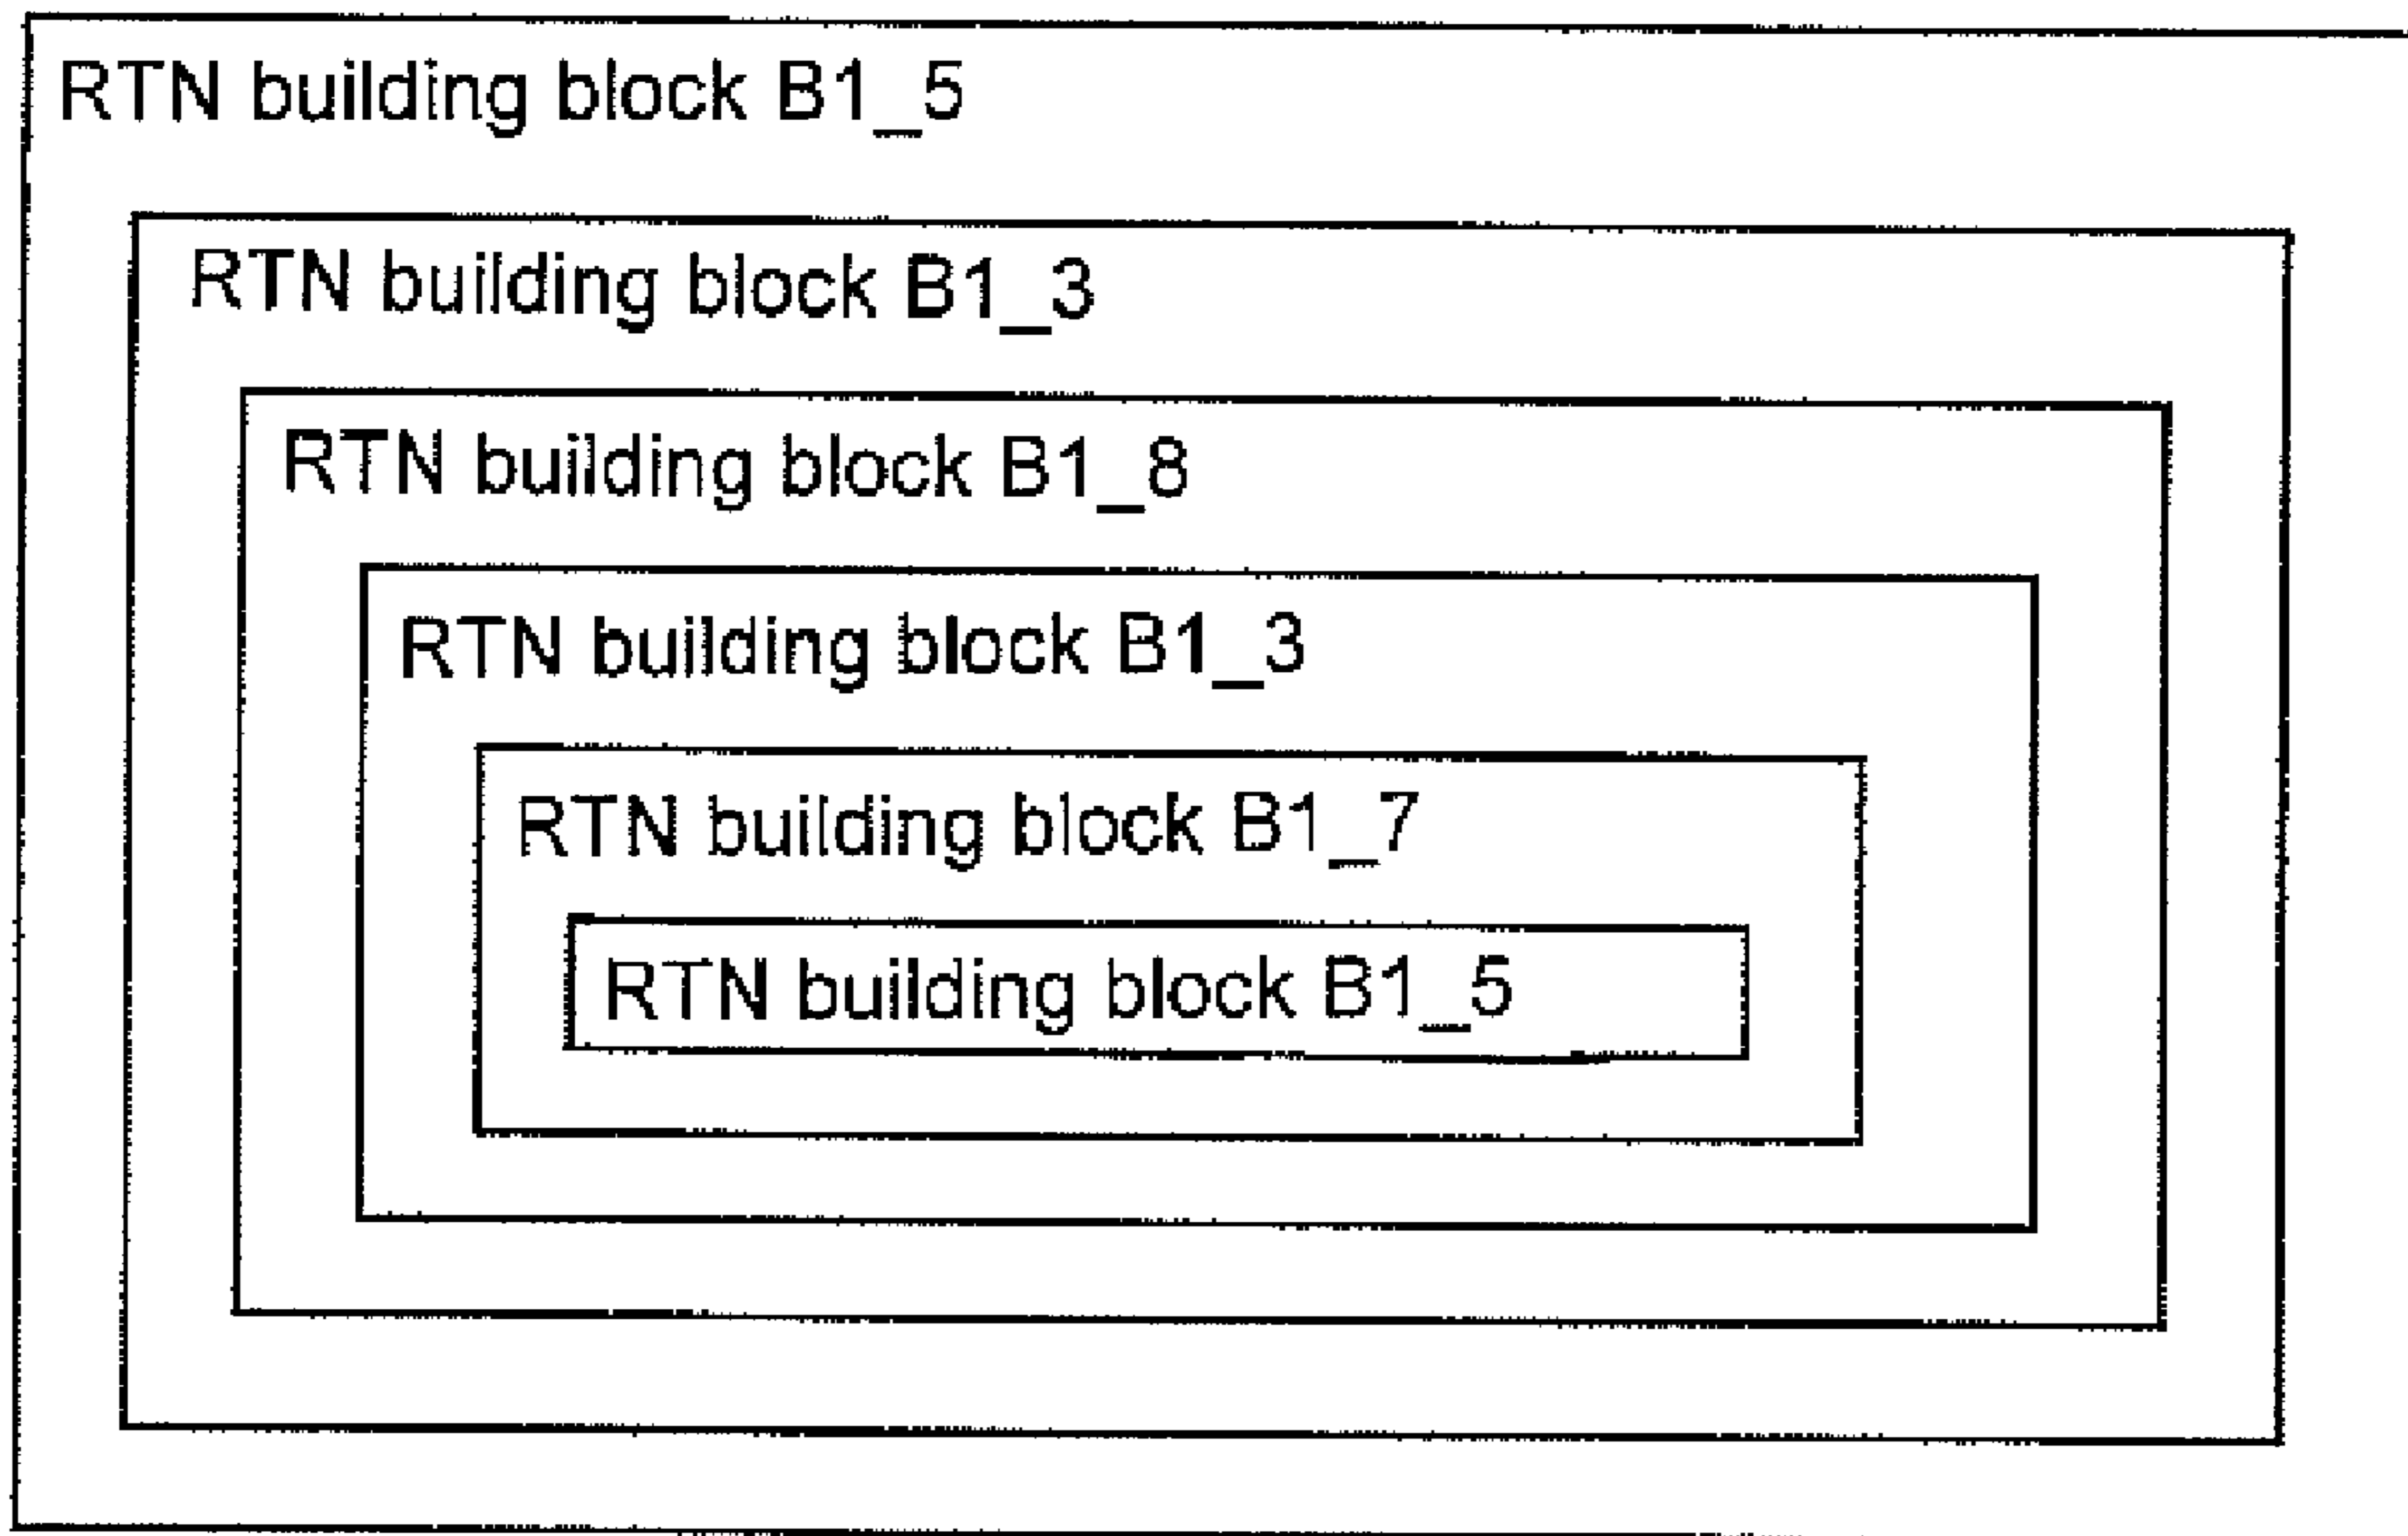 RTN building block B1_5
RTN building block B1_3
RTN building block B1_8
RTN building block B1_3
RTN building block B1_7
RTN building block B1_5